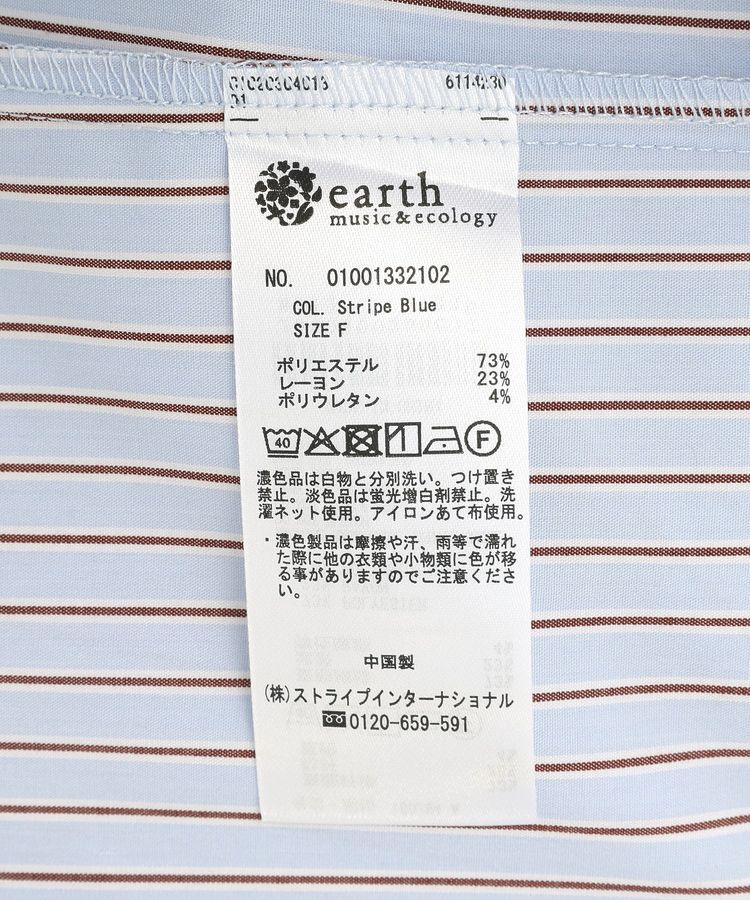 6114230
01
earth
music&ecology
NO. 01001332102
COL. Stripe Blue
SIZE F
ポリエステル 73%
レーヨン 23%
ポリウレタン 4%
40 F
濃色品は白物と分別洗い。つけ置き
禁止。淡色品は蛍光増白剤禁止。洗
濯ネット使用。アイロンあて布使用。
・濃色製品は摩擦や汗、雨等で濡れ
た際に他の衣類や小物類に色が移
る事がありますのでご注意くださ
い。
中国製
(株)ストライプインターナショナル
0120-659-591